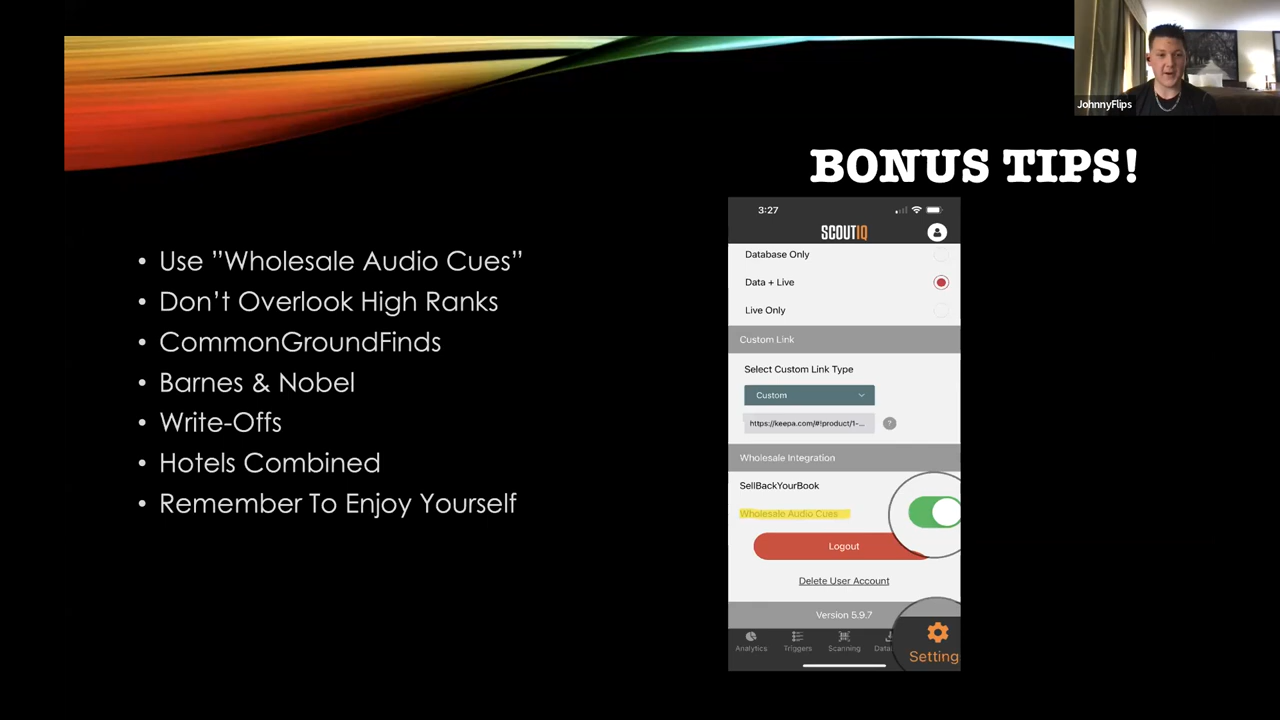 JohnnyFlips
BONUS TIPS!
• Use ”Wholesale Audio Cues”
• Don’t Overlook High Ranks
• CommonGroundFinds
• Barnes & Nobel
• Write-Offs
• Hotels Combined
• Remember To Enjoy Yourself
3:27
SCOUTIQ
Database Only
Data + Live
Live Only
Custom Link
Select Custom Link Type
Custom
https://keepa.com/#!product/1-...
?
Wholesale Integration
SellBackYourBook
Wholesale Audio Cues
Logout
Delete User Account
Version 5.9.7
Analytics Triggers Scanning Data
Setting